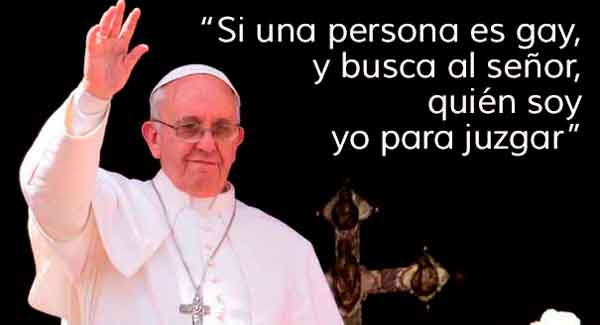 “Si una persona es gay,
y busca al señor,
quién soy
yo para juzgar”